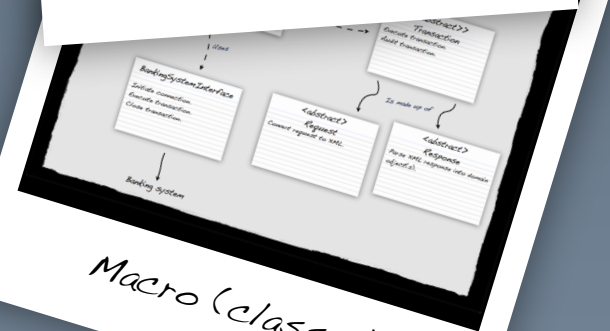 Transaction
Execute transaction.
Audit transaction.
Uses
BankingSystemInterface
Initiate connection.
Execute transaction.
Close transaction.
<abstract>
Request
Convert request to XML.
Is made up of
<abstract>
Response
Parse XML response into domain
object(s).
Banking system
Macro (class